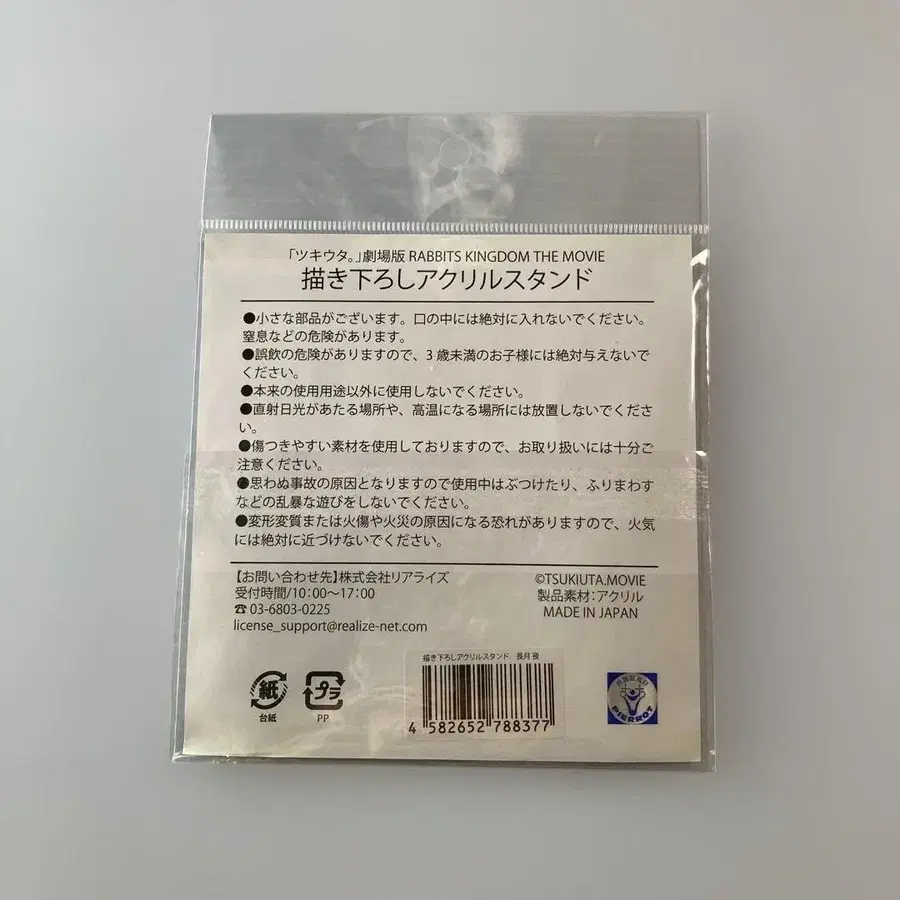 「ツキウタ。」劇場版 RABBITS KINGDOM THE MOVIE
描き下ろしアクリルスタンド
●小さな部品がございます。口の中には絶対に入れないでください。
窒息などの危険があります。
●誤飲の危険がありますので、3歳未満のお子様には絶対与えないで
ください。
●本来の使用用途以外に使用しないでください。
●直射日光があたる場所や、高温になる場所には放置しないでくださ
い。
●傷つきやすい素材を使用しておりますので、お取り扱いには十分ご
注意ください。
●思わぬ事故の原因となりますので使用中はぶつけたり、ふりまわす
などの乱暴な遊びをしないでください。
●変形変質または火傷や火災の原因になる恐れがありますので、火気
には絶対に近づけないでください。
【お問い合わせ先】株式会社リアライズ
受付時間/10:00〜17:00
☎ 03-6803-0225
license_support@realize-net.com
©TSUKIUTA.MOVIE
製品素材：アクリル
MADE IN JAPAN
紙
台紙
プラ
PP
描き下ろしアクリルスタンド 長月 夜
4 582652 788377
PIERROT